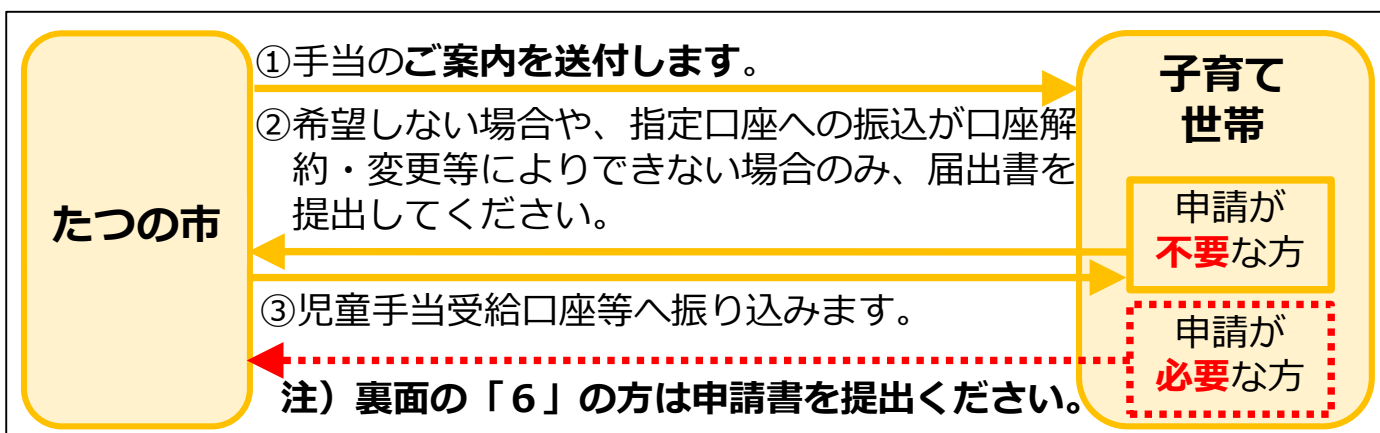 たつの市
①手当のご案内を送付します。
②希望しない場合や、指定口座への振込が口座解
約・変更等によりできない場合のみ、届出書を
提出してください。
③児童手当受給口座等へ振り込みます。
注）裏面の「６」の方は申請書を提出ください。
子育て
世帯
申請が
不要な方
申請が
必要な方